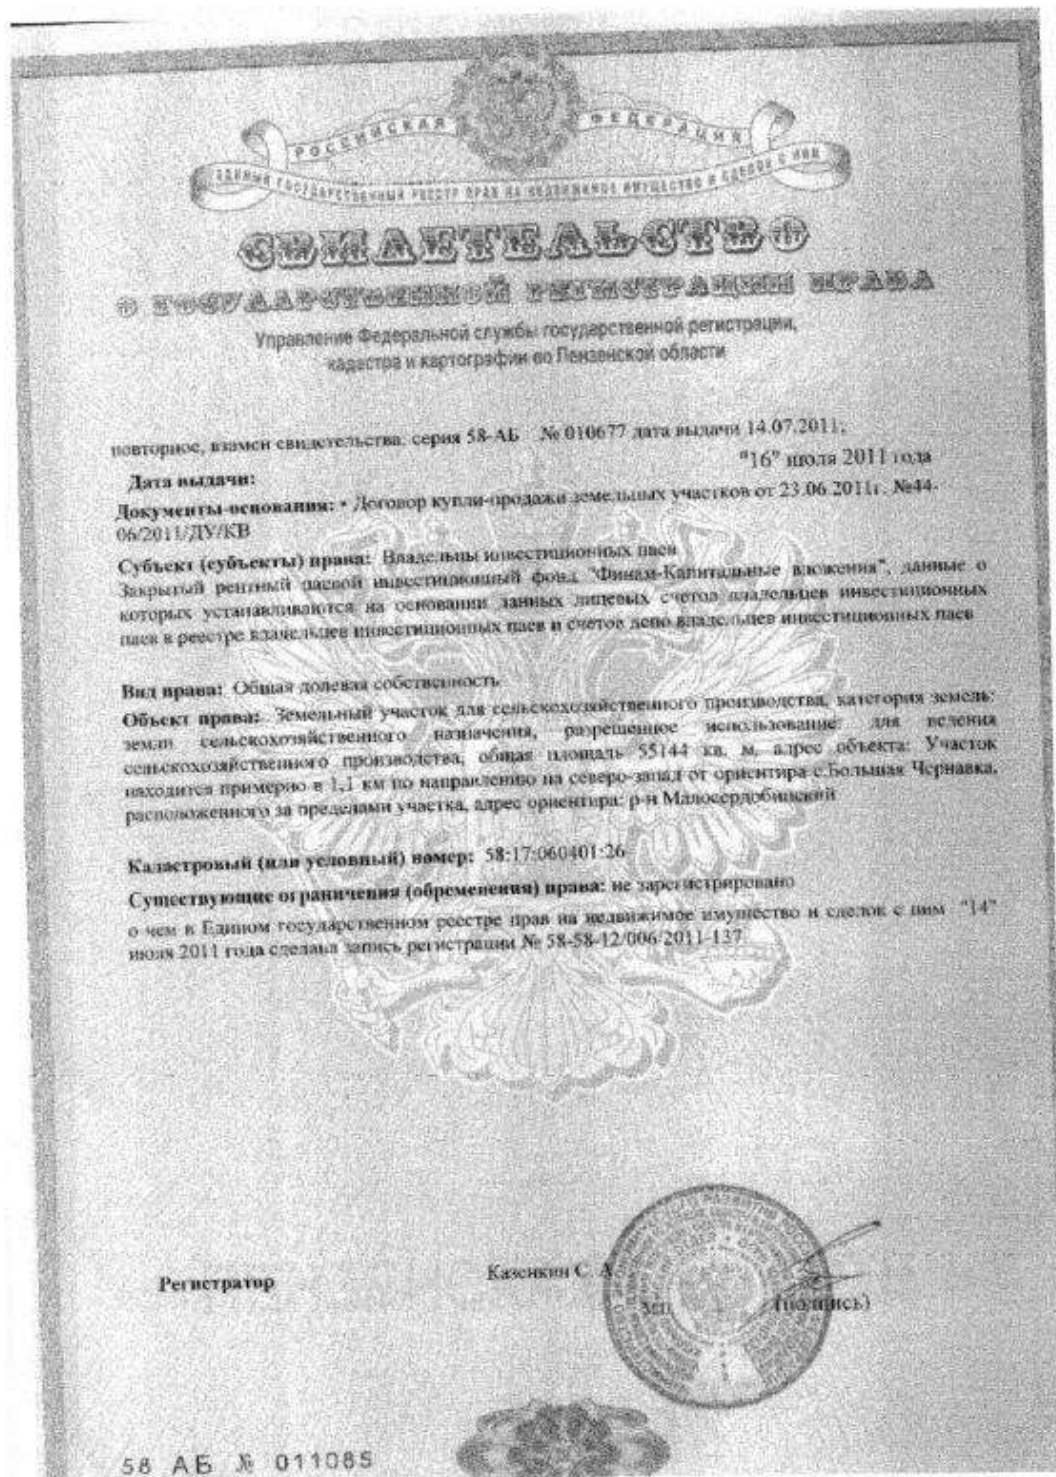 РОССИЙСКАЯ ФЕДЕРАЦИЯ
ЕДИНЫЙ ГОСУДАРСТВЕННЫЙ РЕЕСТР ПРАВ НА НЕДВИЖИМОЕ ИМУЩЕСТВО И СДЕЛОК С НИМ
СВИДЕТЕЛЬСТВО
О ГОСУДАРСТВЕННОЙ РЕГИСТРАЦИИ ПРАВА
Управление Федеральной службы государственной регистрации,
кадастра и картографии по Пензенской области
повторное, взамен свидетельства: серия 58-АБ № 010677 дата выдачи 14.07.2011;
Дата выдачи: "16" июля 2011 года
Документы-основания: • Договор купли-продажи земельных участков от 23.06.2011г. №44-
06/2011/ДУ/КВ
Субъект (субъекты) права: Владельцы инвестиционных паев
Закрытый рентный паевой инвестиционный фонд "Финам-Капитальные вложения", данные о
которых устанавливаются на основании данных лицевых счетов владельцев инвестиционных
паев в реестре владельцев инвестиционных паев и счетов депо владельцев инвестиционных паев
Вид права: Общая долевая собственность
Объект права: Земельный участок для сельскохозяйственного производства, категория земель:
земли сельскохозяйственного назначения, разрешенное использование: для ведения
сельскохозяйственного производства, общая площадь 55144 кв. м, адрес объекта: Участок
находится примерно в 1,1 км по направлению на северо-запад от ориентира с.Большая Чернавка,
расположенного за пределами участка, адрес ориентира: р-н Малосердобинский
Кадастровый (или условный) номер: 58:17:060401:26
Существующие ограничения (обременения) права: не зарегистрировано
о чем в Едином государственном реестре прав на недвижимое имущество и сделок с ним "14"
июля 2011 года сделана запись регистрации № 58-58-12/006/2011-137
Регистратор Казенкин С. А.
М.П. (подпись)
58 АБ № 011085